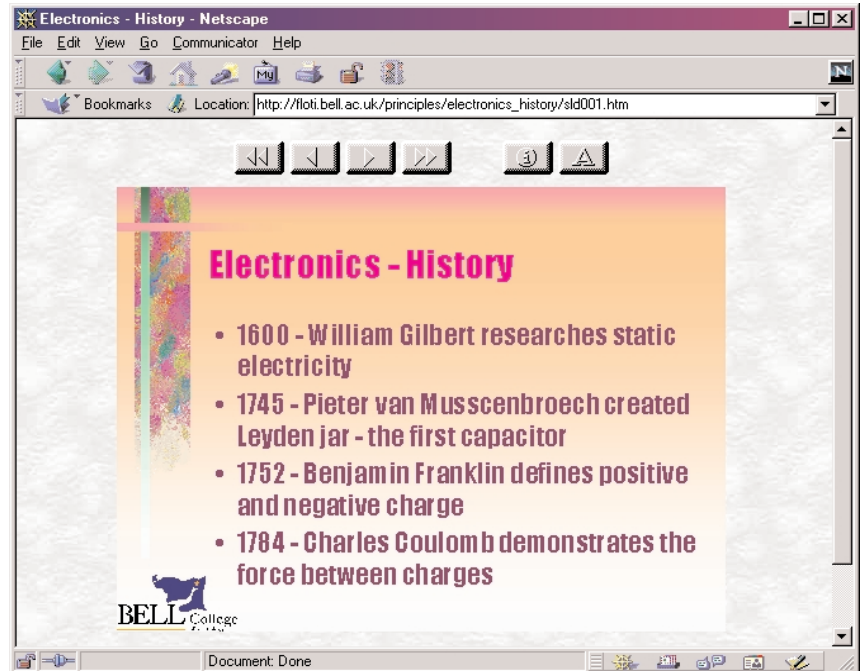 Electronics - History - Netscape
File Edit View Go Communicator Help
My N
Bookmarks Location: http://floti.bell.ac.uk/principles/electronics_history/sld001.htm
i A
Electronics - History
• 1600 - William Gilbert researches static
electricity
• 1745 - Pieter van Musscenbroech created
Leyden jar - the first capacitor
• 1752 - Benjamin Franklin defines positive
and negative charge
• 1784 - Charles Coulomb demonstrates the
force between charges
BELL College
Document: Done